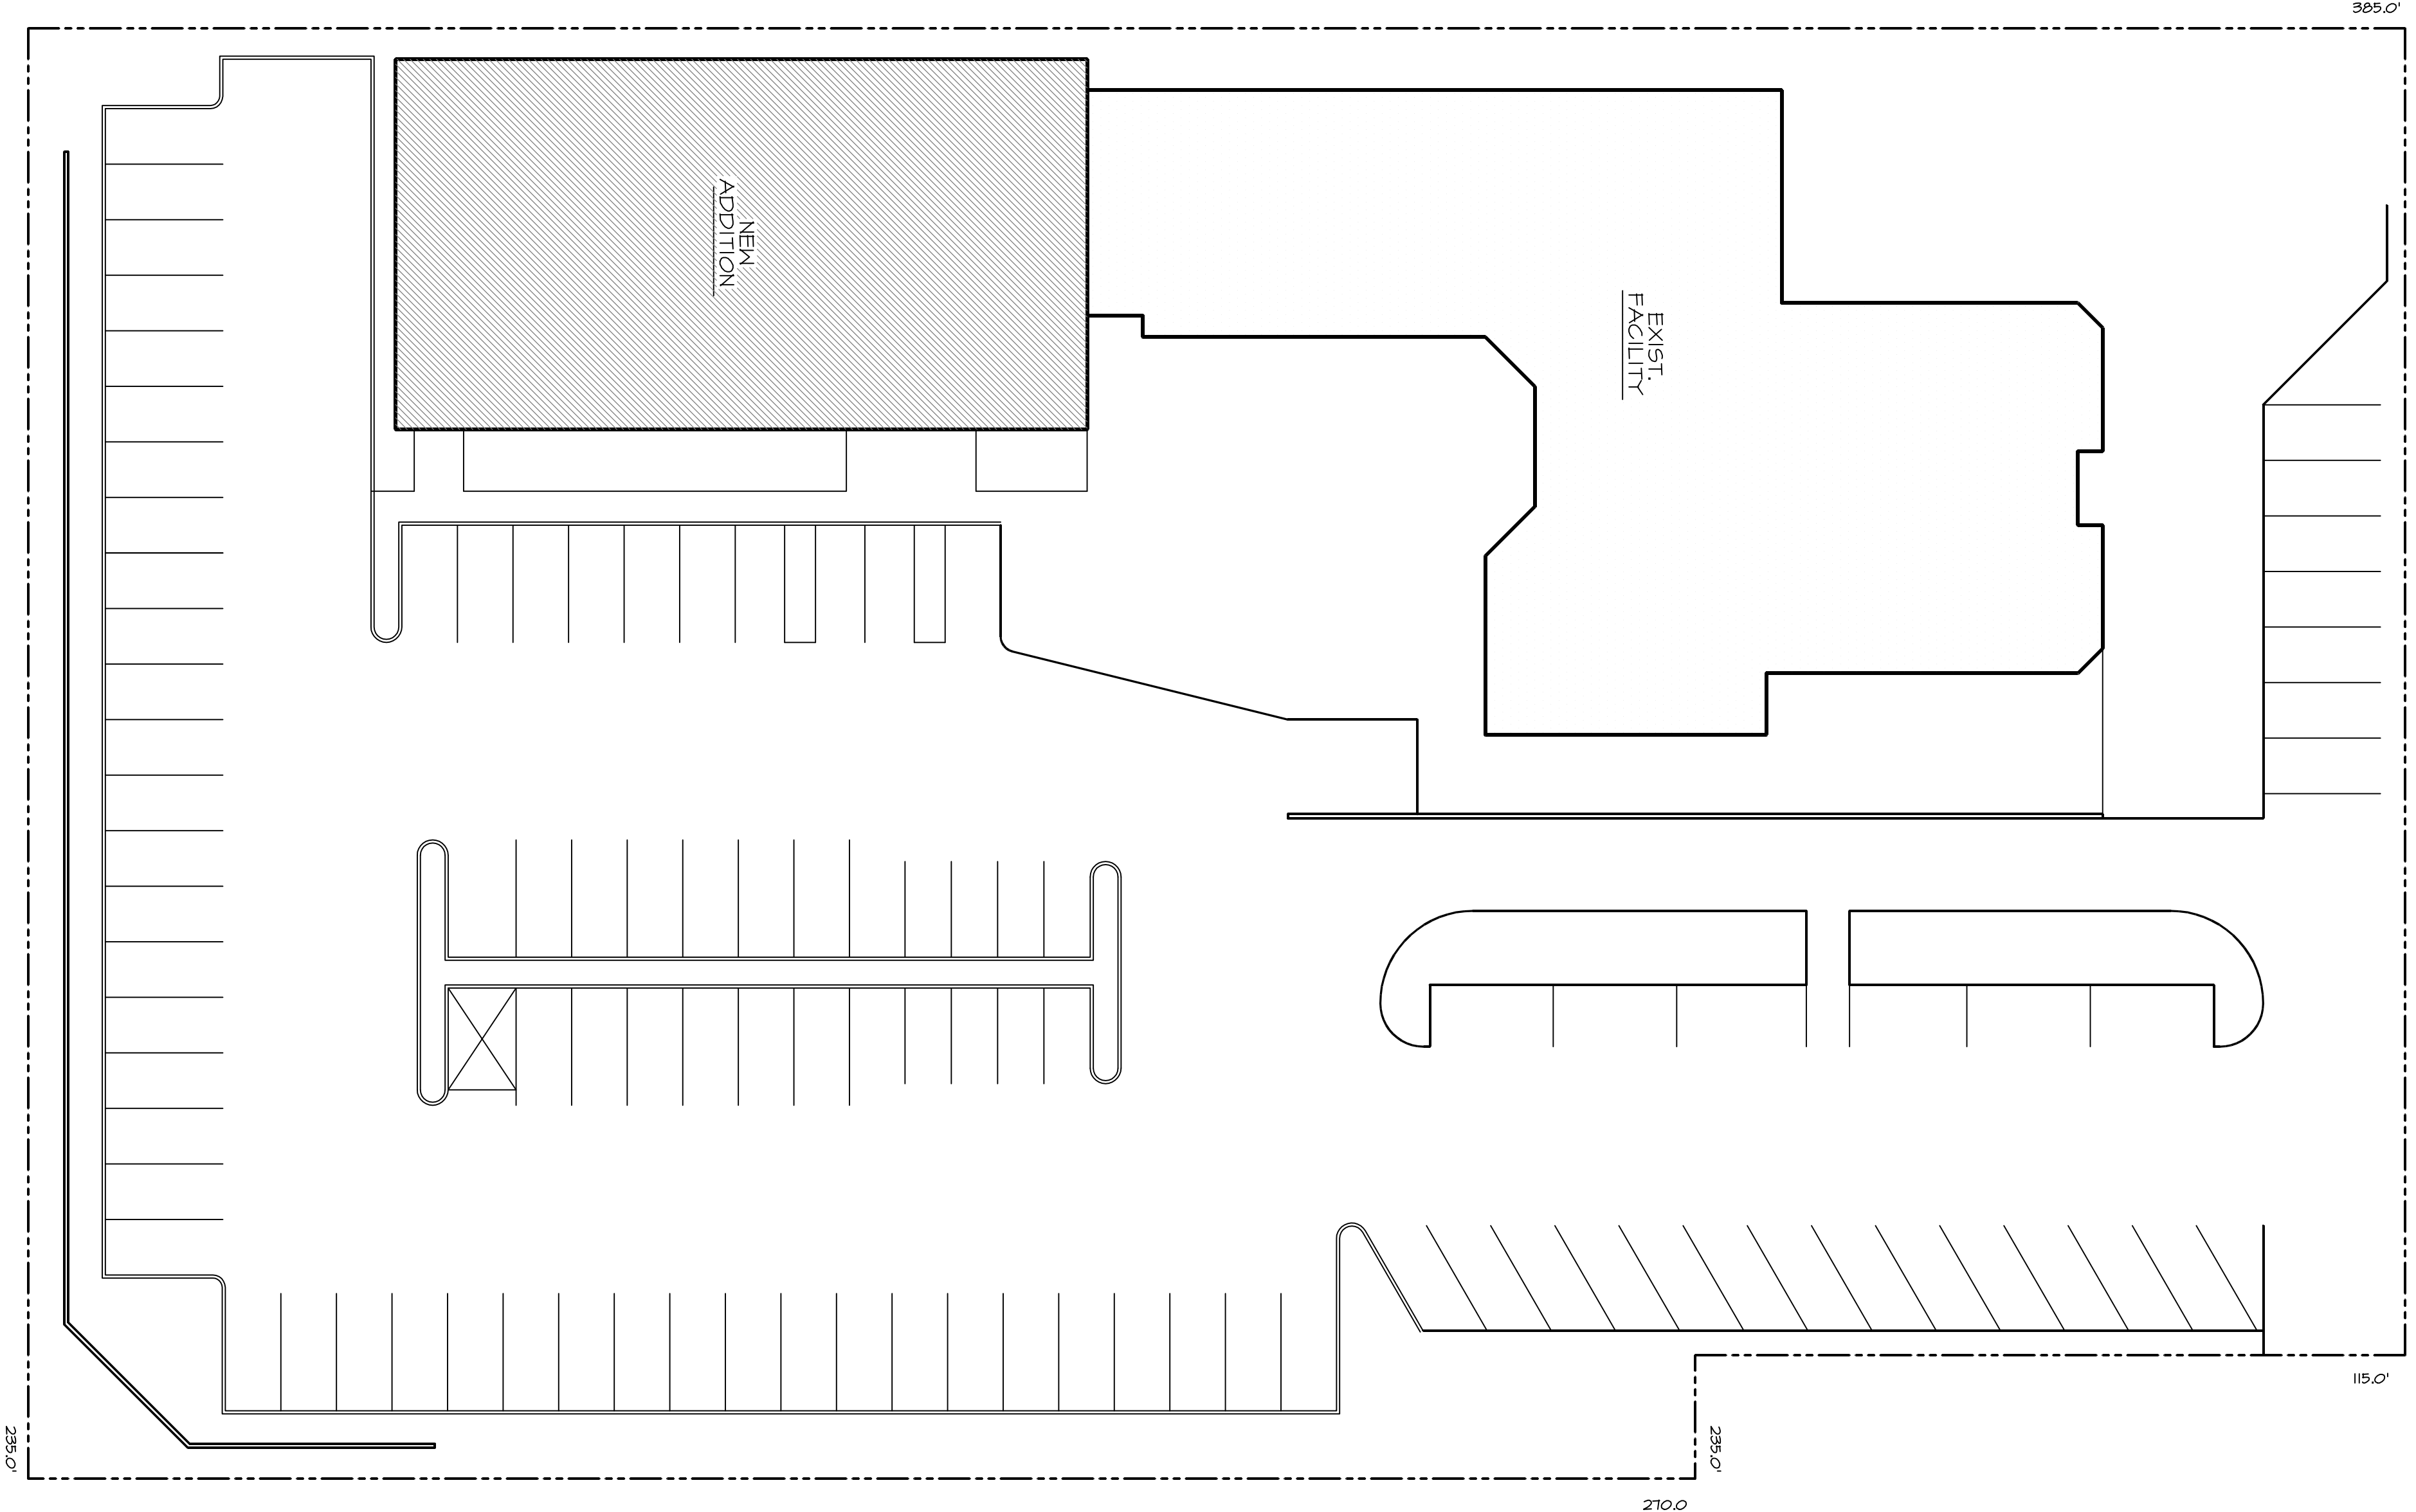 385.0'
NEW
ADDITION
EXIST.
FACILITY
115.0'
235.0'
235.0'
270.0